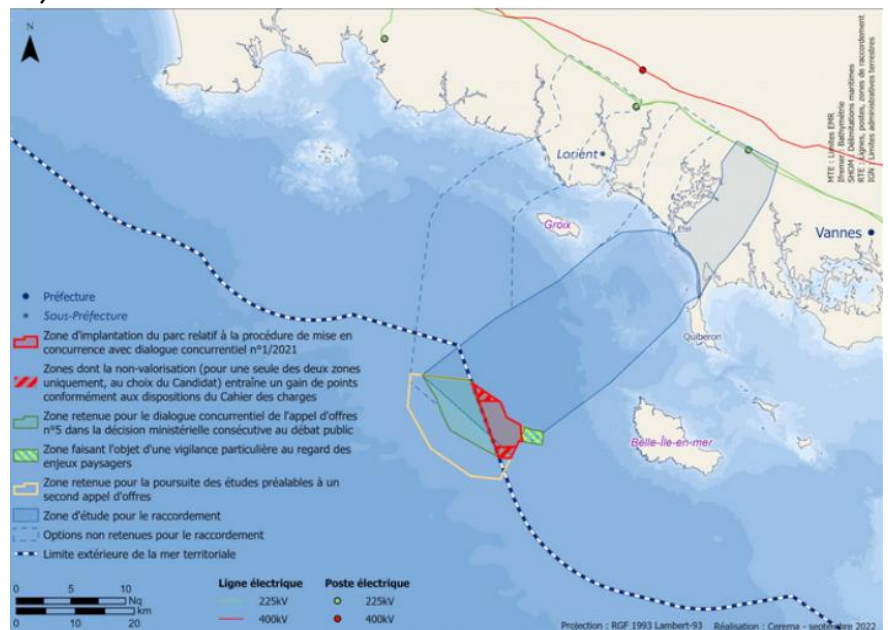 N
Lorient
Groix
Etel
Vannes
Quiberon
Belle-Île-en-mer
MTE : Limites EMR
Ifremer : Bathymétrie
SHOM : Délimitations maritimes
RTE : Lignes, postes, zones de raccordement
IGN : Limites administratives terrestres
Préfecture
Sous-Préfecture
Zone d'implantation du parc relatif à la procédure de mise en
concurrence avec dialogue concurrentiel n°1/2021
Zones dont la non-valorisation (pour une seule des deux zones
uniquement, au choix du Candidat) entraîne un gain de points
conformément aux dispositions du Cahier des charges
Zone retenue pour le dialogue concurrentiel de l'appel d'offres
n°5 dans la décision ministérielle consécutive au débat public
Zone faisant l'objet d'une vigilance particulière au regard des
enjeux paysagers
Zone retenue pour la poursuite des études préalables à un
second appel d'offres
Zone d'étude pour le raccordement
Options non retenues pour le raccordement
Limite extérieure de la mer territoriale
0 5 10
Nq
km
0 10 20
Ligne électrique
225kV
400kV
Poste électrique
225kV
400kV
Projection : RGF 1993 Lambert-93 Réalisation : Cerema - septembre 2022